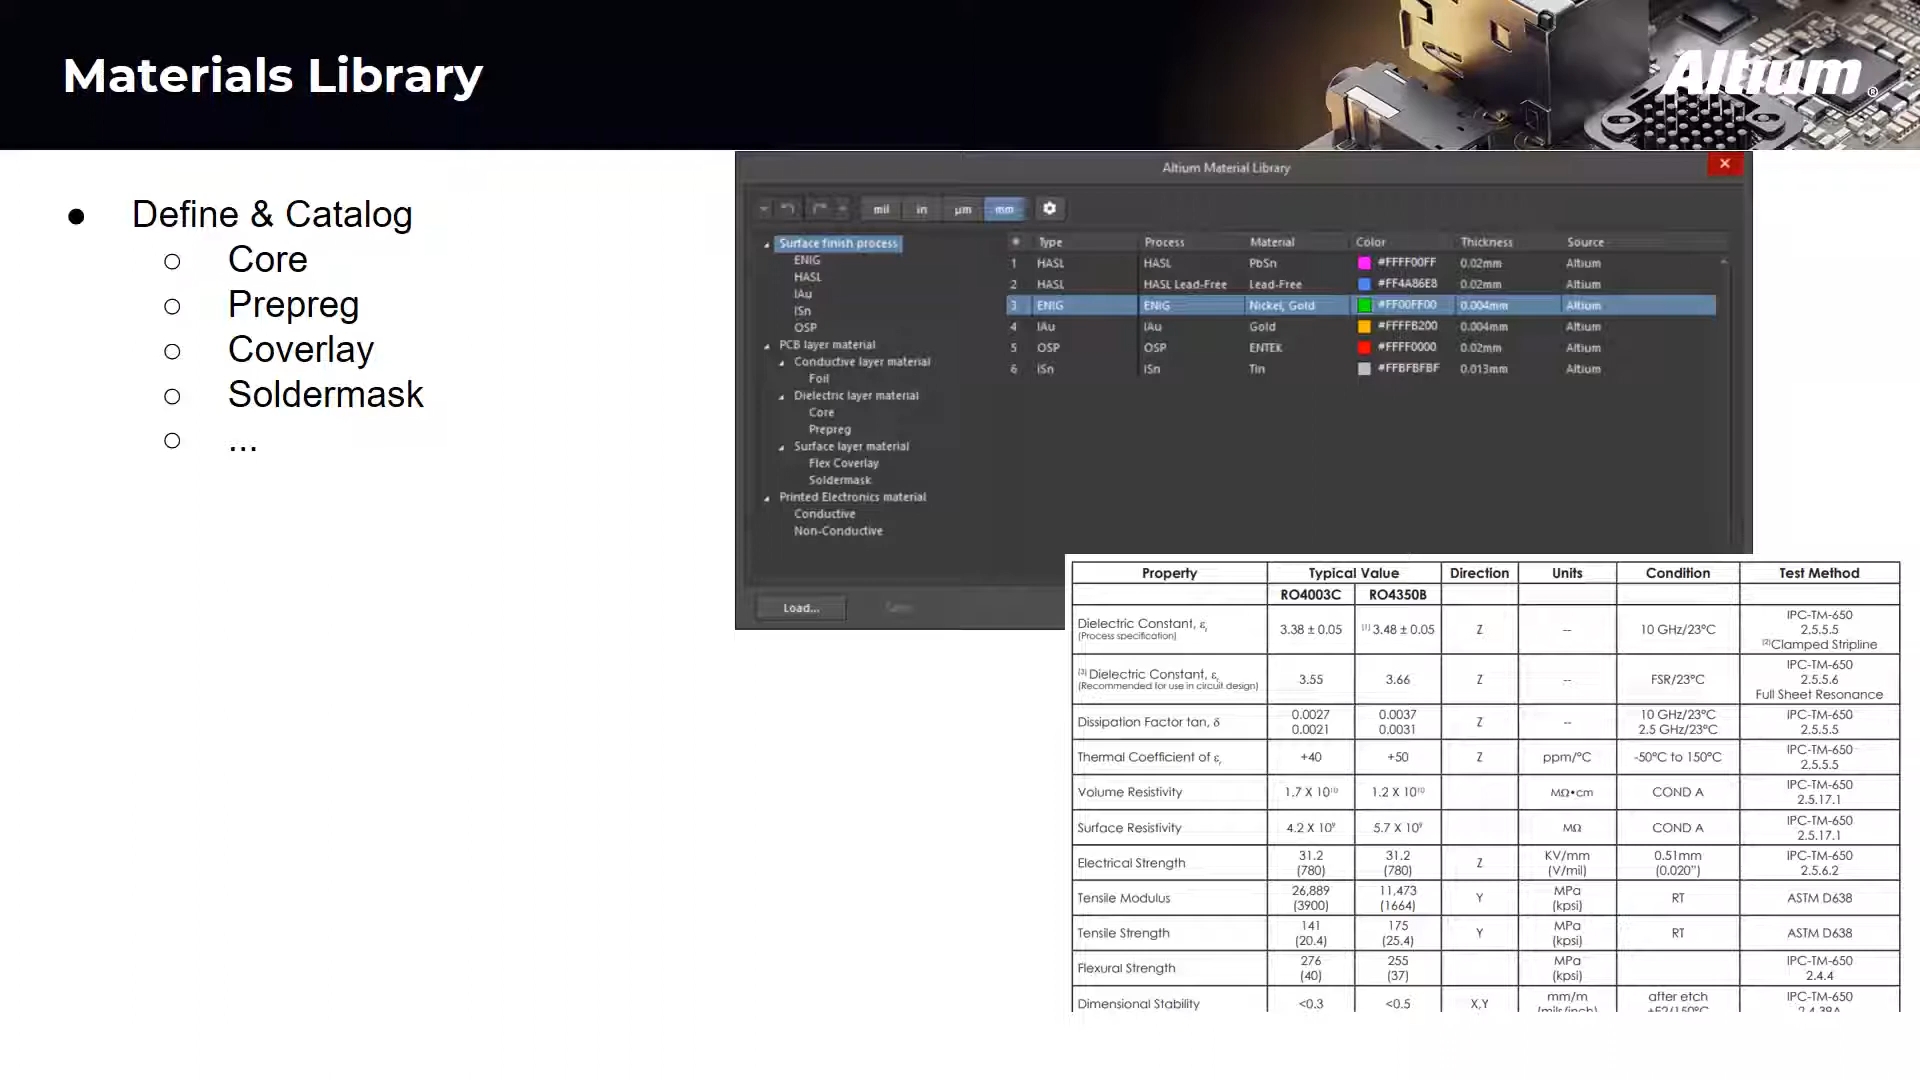 Materials Library
Altium®
● Define & Catalog
○ Core
○ Prepreg
○ Coverlay
○ Soldermask
○ ...
Altium Material Library
mil in µm mm
Surface finish process
ENIG
HASL
IAu
ISn
OSP
PCB layer material
Conductive layer material
Foil
Dielectric layer material
Core
Prepreg
Surface layer material
Flex Coverlay
Soldermask
Printed Electronics material
Conductive
Non-Conductive
# Type Process Material Color Thickness Source
1 HASL HASL PbSn #FFFF00FF 0.02mm Altium
2 HASL HASL Lead-Free Lead-Free #FF4A86E8 0.02mm Altium
3 ENIG ENIG Nickel, Gold #FF00FF00 0.004mm Altium
4 IAu IAu Gold #FFFFB200 0.004mm Altium
5 OSP OSP ENTEK #FFFF0000 0.02mm Altium
6 ISn ISn Tin #FFBFBFBF 0.013mm Altium
Load... Save
Property Typical Value Direction Units Condition Test Method
RO4003C RO4350B
Dielectric Constant, εr (Process specification) 3.38 ± 0.05 (1) 3.48 ± 0.05 Z -- 10 GHz/23°C IPC-TM-650 2.5.5.5 (2)Clamped Stripline
(3) Dielectric Constant, εr (Recommended for use in circuit design) 3.55 3.66 Z -- FSR/23°C IPC-TM-650 2.5.5.6 Full Sheet Resonance
Dissipation Factor tan, δ 0.0027 0.0021 0.0037 0.0031 Z -- 10 GHz/23°C 2.5 GHz/23°C IPC-TM-650 2.5.5.5
Thermal Coefficient of εr +40 +50 Z ppm/°C -50°C to 150°C IPC-TM-650 2.5.5.5
Volume Resistivity 1.7 X 10¹⁰ 1.2 X 10¹⁰ MΩ•cm COND A IPC-TM-650 2.5.17.1
Surface Resistivity 4.2 X 10⁹ 5.7 X 10⁹ MΩ COND A IPC-TM-650 2.5.17.1
Electrical Strength 31.2 (780) 31.2 (780) Z KV/mm (V/mil) 0.51mm (0.020") IPC-TM-650 2.5.6.2
Tensile Modulus 26,889 (3900) 11,473 (1664) Y MPa (kpsi) RT ASTM D638
Tensile Strength 141 (20.4) 175 (25.4) Y MPa (kpsi) RT ASTM D638
Flexural Strength 276 (40) 255 (37) MPa (kpsi) IPC-TM-650 2.4.4
Dimensional Stability <0.3 <0.5 X,Y mm/m (mils/inch) after etch +E2/150°C IPC-TM-650 2.4.39A